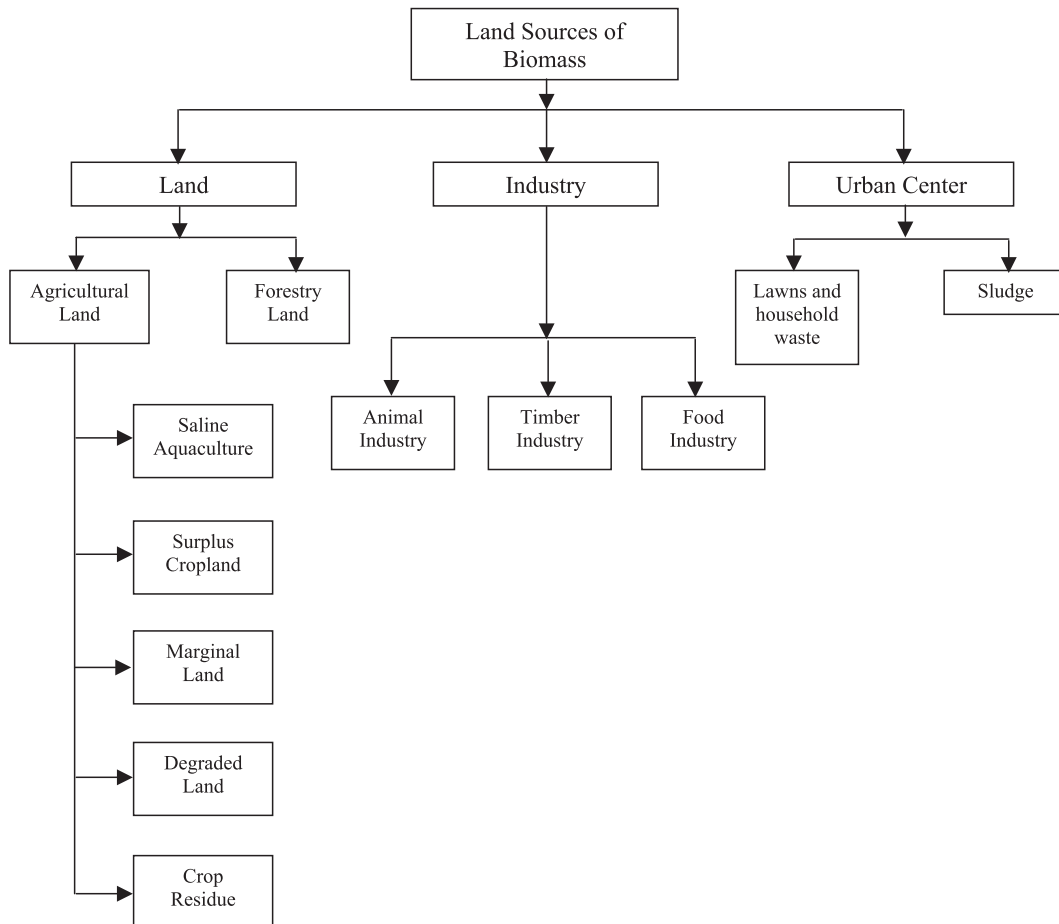 Land Sources of
Biomass
Land
Industry
Urban Center
Agricultural
Land
Forestry
Land
Lawns and
household
waste
Sludge
Animal
Industry
Timber
Industry
Food
Industry
Saline
Aquaculture
Surplus
Cropland
Marginal
Land
Degraded
Land
Crop
Residue